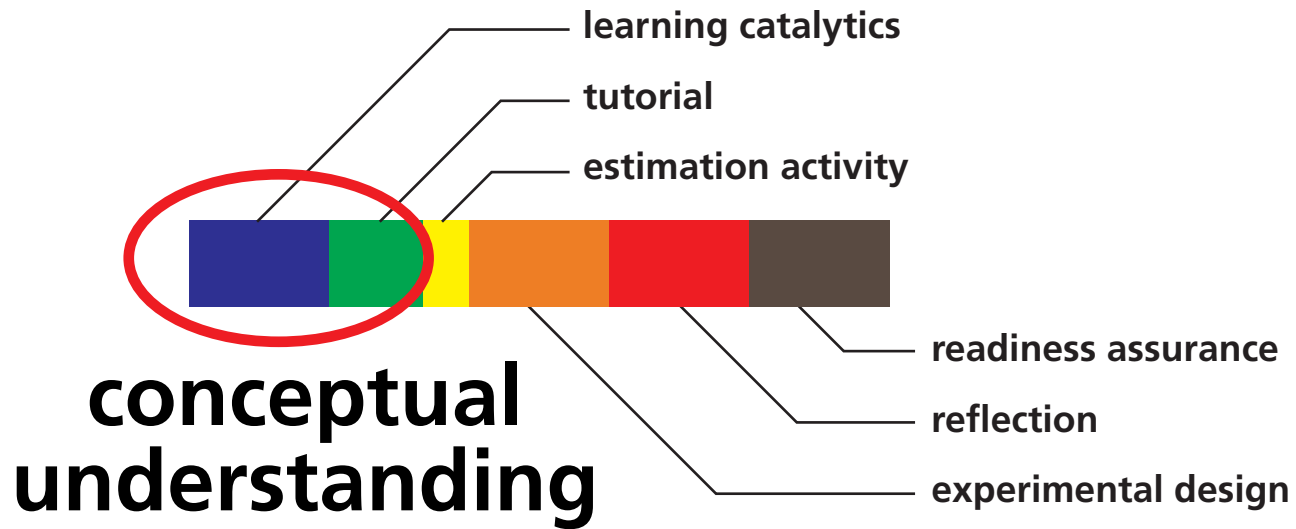 learning catalytics
tutorial
estimation activity
conceptual
understanding
readiness assurance
reflection
experimental design